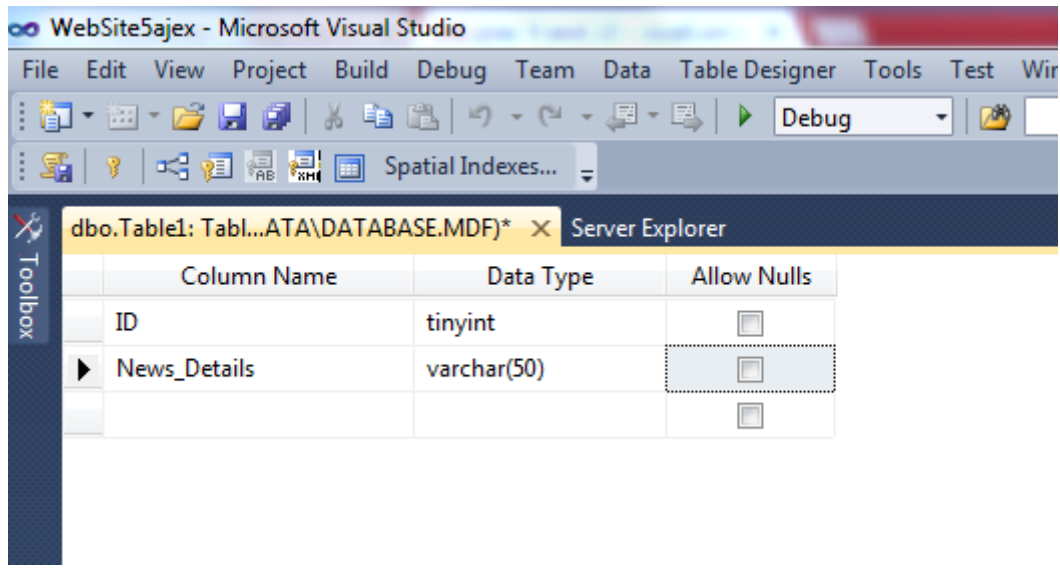 WebSite5ajex - Microsoft Visual Studio
File Edit View Project Build Debug Team Data Table Designer Tools Test Wir
Debug
Spatial Indexes...
Toolbox
dbo.Table1: Tabl...ATA\DATABASE.MDF)* Server Explorer
Column Name Data Type Allow Nulls
ID tinyint
News_Details varchar(50)